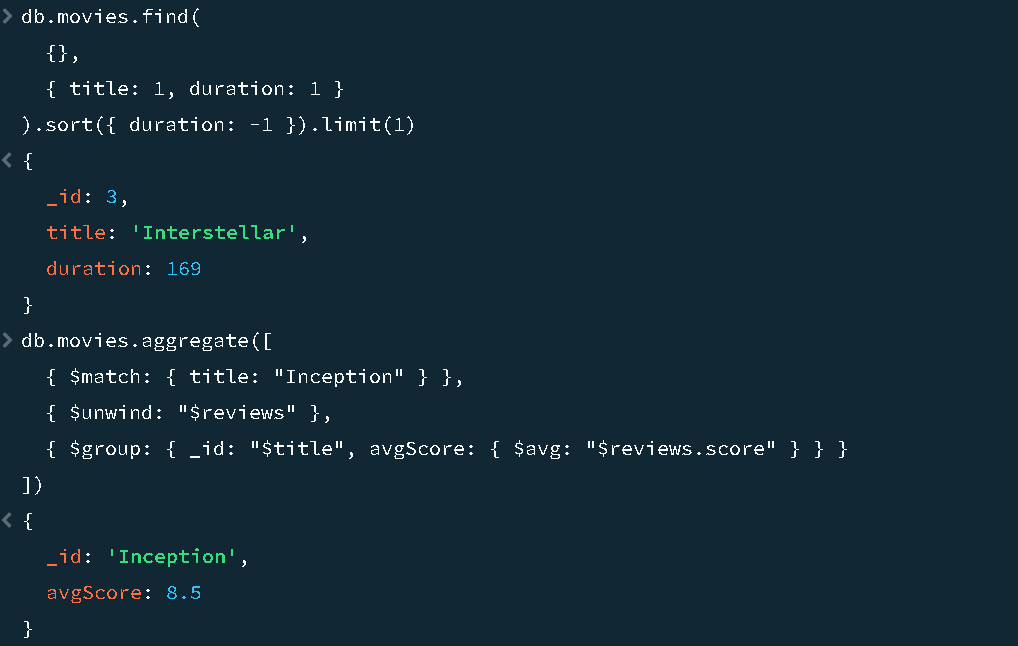 > db.movies.find(
{},
{ title: 1, duration: 1 }
).sort({ duration: -1 }).limit(1)
< {
_id: 3,
title: 'Interstellar',
duration: 169
}
> db.movies.aggregate([
{ $match: { title: "Inception" } },
{ $unwind: "$reviews" },
{ $group: { _id: "$title", avgScore: { $avg: "$reviews.score" } } }
])
< {
_id: 'Inception',
avgScore: 8.5
}